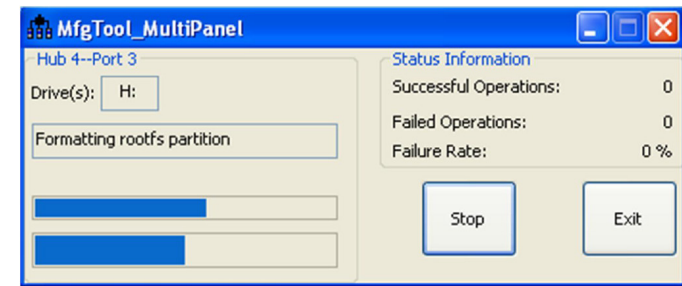 MfgTool_MultiPanel
Hub 4--Port 3
Drive(s): H:
Formatting rootfs partition
Status Information
Successful Operations: 0
Failed Operations: 0
Failure Rate: 0 %
Stop
Exit